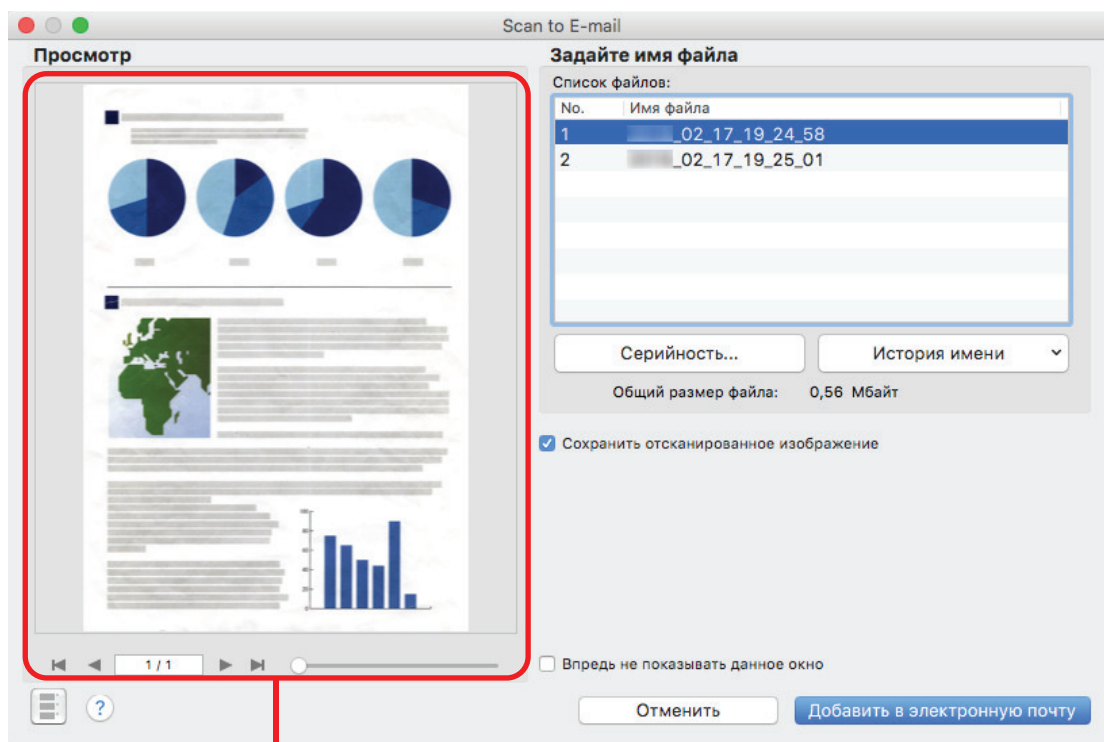 Scan to E-mail
Просмотр
1 / 1
?
Задайте имя файла
Список файлов:
No. Имя файла
1 _02_17_19_24_58
2 _02_17_19_25_01
Серийность...
История имени
Общий размер файла: 0,56 Мбайт
Сохранить отсканированное изображение
Впредь не показывать данное окно
Отменить
Добавить в электронную почту